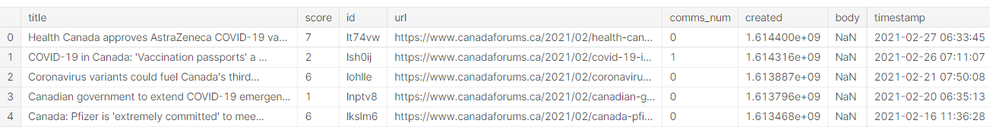 title score id url comms_num created body timestamp
0 Health Canada approves AstraZeneca COVID-19 va... 7 lt74vw https://www.canadaforums.ca/2021/02/health-can... 0 1.614400e+09 NaN 2021-02-27 06:33:45
1 COVID-19 in Canada: 'Vaccination passports' a ... 2 lsh0ij https://www.canadaforums.ca/2021/02/covid-19-i... 1 1.614316e+09 NaN 2021-02-26 07:11:07
2 Coronavirus variants could fuel Canada's third... 6 lohlle https://www.canadaforums.ca/2021/02/coronaviru... 0 1.613887e+09 NaN 2021-02-21 07:50:08
3 Canadian government to extend COVID-19 emergen... 1 lnptv8 https://www.canadaforums.ca/2021/02/canadian-g... 0 1.613796e+09 NaN 2021-02-20 06:35:13
4 Canada: Pfizer is 'extremely committed' to mee... 6 lkslm6 https://www.canadaforums.ca/2021/02/canada-pfi... 0 1.613468e+09 NaN 2021-02-16 11:36:28